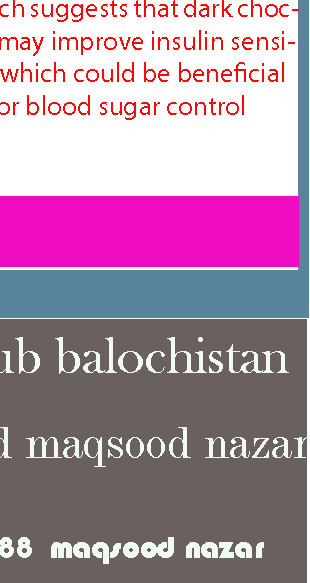 ch suggests that dark choc-
may improve insulin sensi-
which could be beneficial
or blood sugar control
ub balochistan
d maqsood nazar
88 maqsood nazar